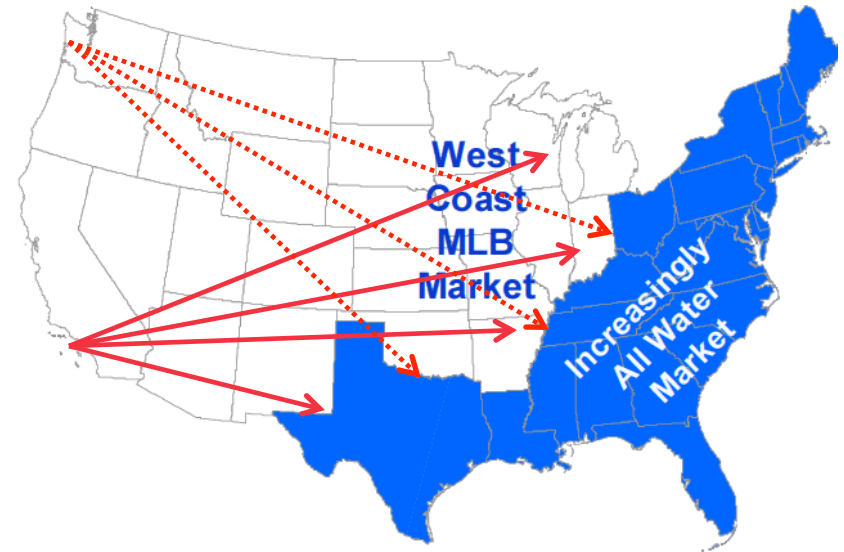 West
Coast
MLB
Market
Increasingly
All Water
Market